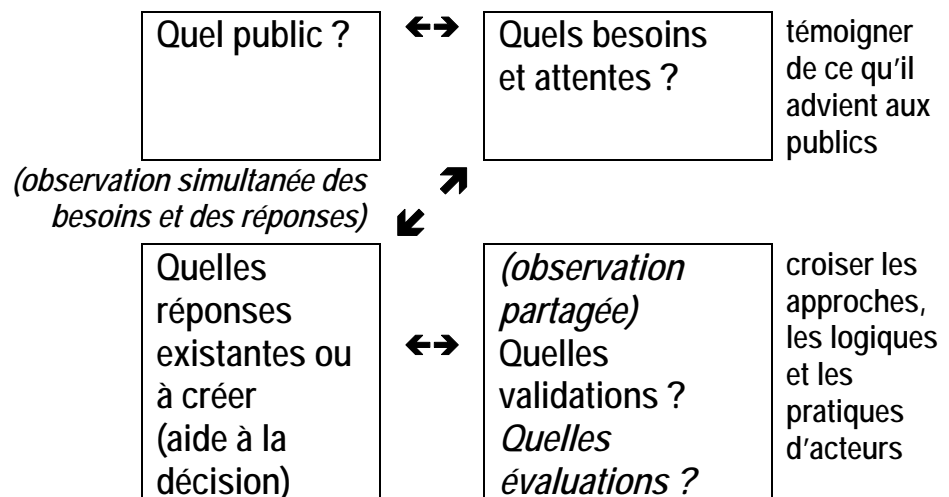 Quel public ?
Quels besoins
et attentes ?
témoigner
de ce qu’il
advient aux
publics
(observation simultanée des
besoins et des réponses)
Quelles
réponses
existantes ou
à créer
(aide à la
décision)
(observation
partagée)
Quelles
validations ?
Quelles
évaluations ?
croiser les
approches,
les logiques
et les
pratiques
d’acteurs